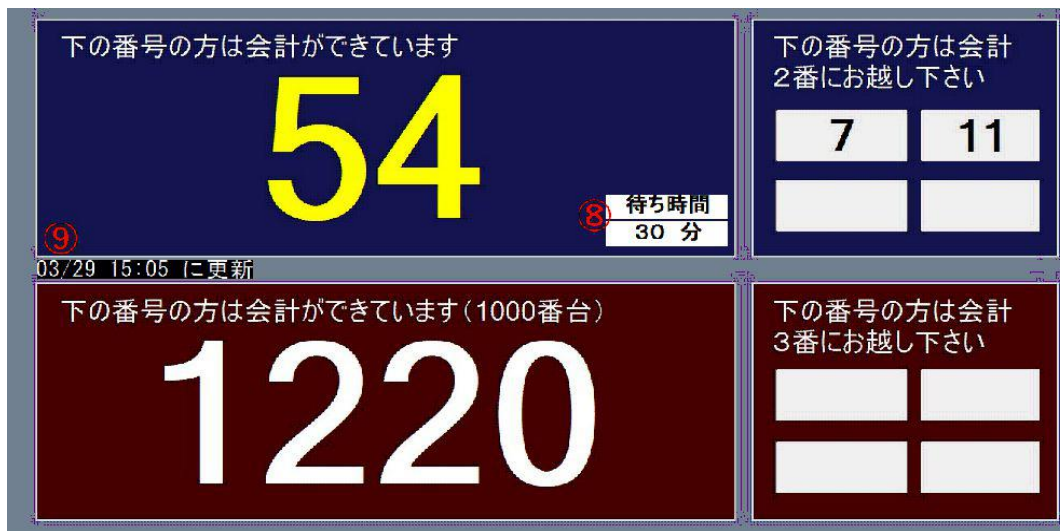 下の番号の方は会計ができています
54
⑧
待ち時間
30 分
⑨
03/29 15:05 に更新
下の番号の方は会計
２番にお越し下さい
7 11
下の番号の方は会計ができています（1000番台）
1220
下の番号の方は会計
３番にお越し下さい